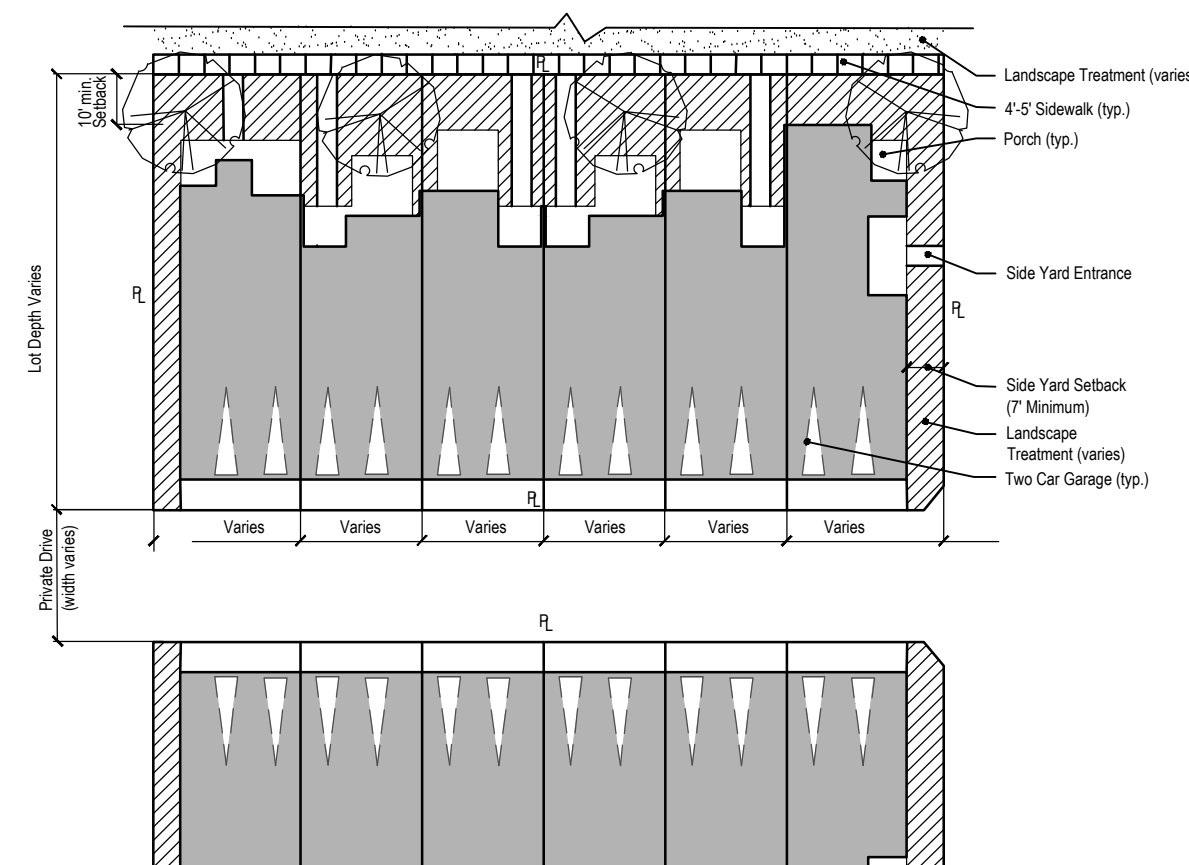 PL
10' min.
Setback
Landscape Treatment (varies
4'-5' Sidewalk (typ.)
Porch (typ.)
Lot Depth Varies
PL
Side Yard Entrance
PL
Side Yard Setback
(7' Minimum)
Landscape
Treatment (varies)
Two Car Garage (typ.)
PL
Varies Varies Varies Varies Varies Varies
Private Drive
(width varies)
PL